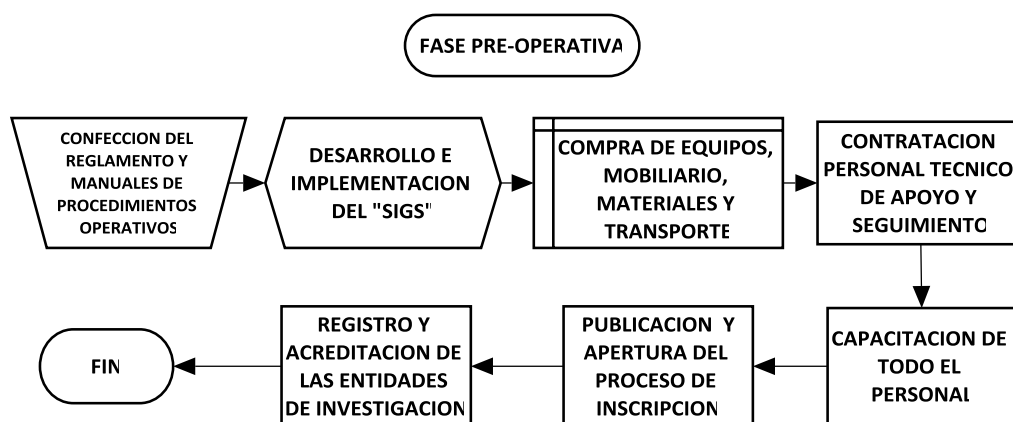 FASE PRE-OPERATIVA
CONFECCION DEL
REGLAMENTO Y
MANUALES DE
PROCEDIMIENTOS
OPERATIVOS
DESARROLLO E
IMPLEMENTACION
DEL "SIGS"
COMPRA DE EQUIPOS,
MOBILIARIO,
MATERIALES Y
TRANSPORTE
CONTRATACION
PERSONAL TECNICO
DE APOYO Y
SEGUIMIENTO
CAPACITACION DE
TODO EL
PERSONAL
PUBLICACION Y
APERTURA DEL
PROCESO DE
INSCRIPCION
REGISTRO Y
ACREDITACION DE
LAS ENTIDADES
DE INVESTIGACION
FIN